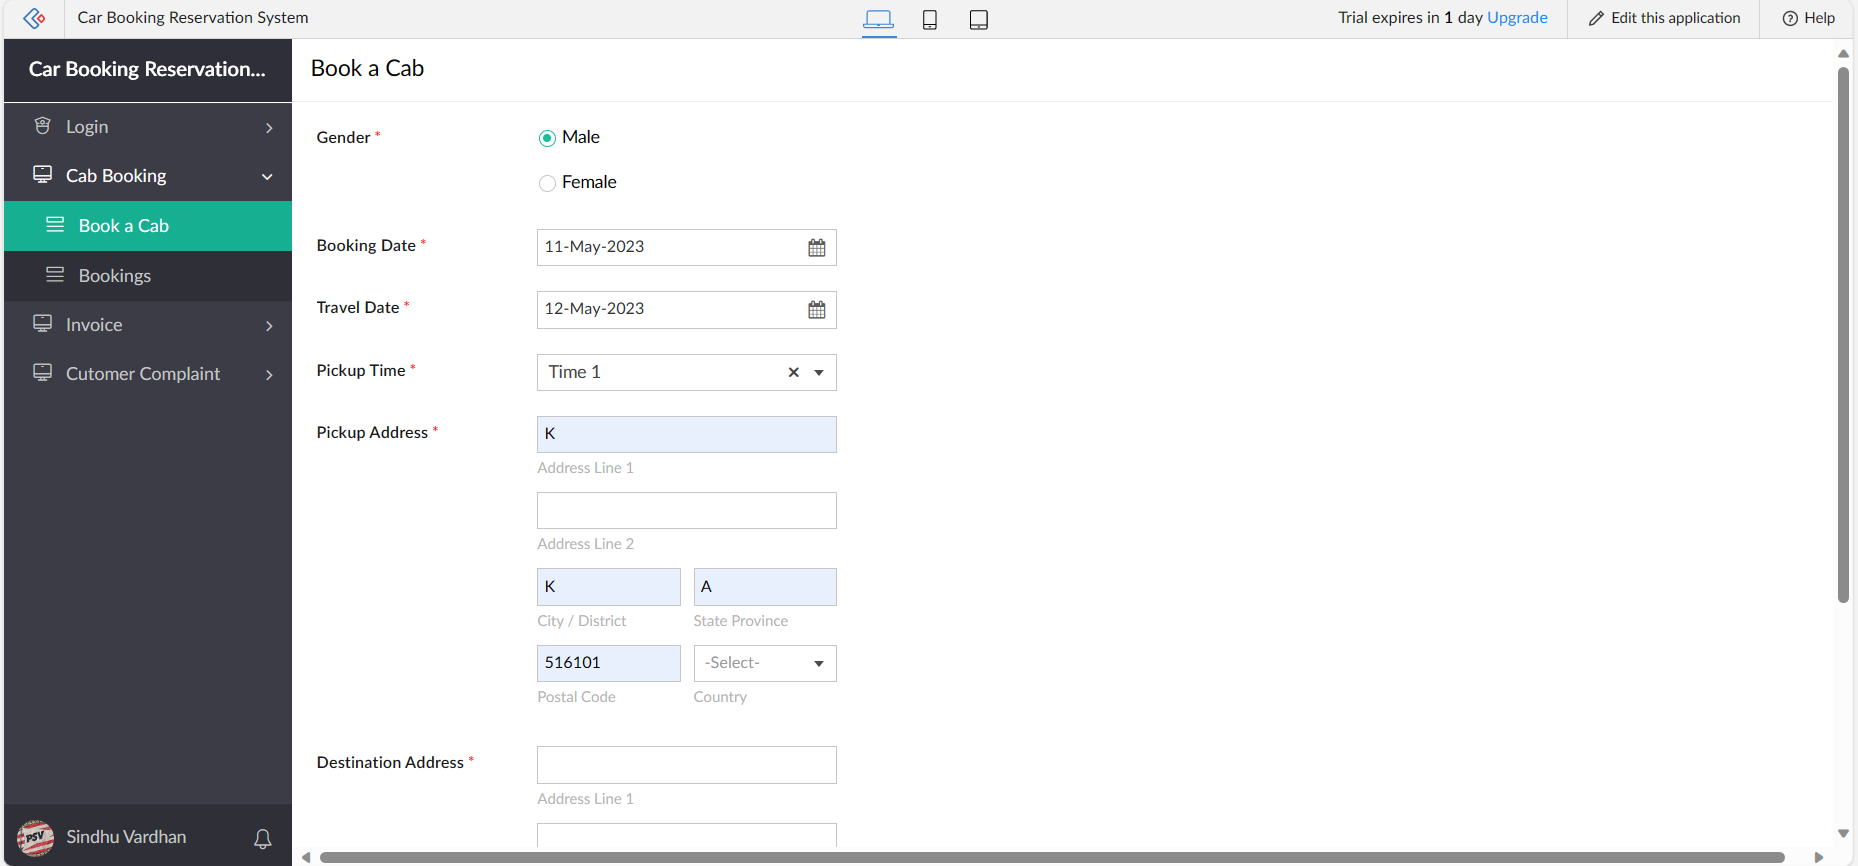 Car Booking Reservation System
Trial expires in 1 day Upgrade
Edit this application
Help
Car Booking Reservation...
Book a Cab
Login
Cab Booking
Book a Cab
Bookings
Invoice
Cutomer Complaint
Gender *
Male
Female
Booking Date *
11-May-2023
Travel Date *
12-May-2023
Pickup Time *
Time 1
Pickup Address *
K
Address Line 1
Address Line 2
K
A
City / District
State Province
516101
-Select-
Postal Code
Country
Destination Address *
Address Line 1
PSV
Sindhu Vardhan